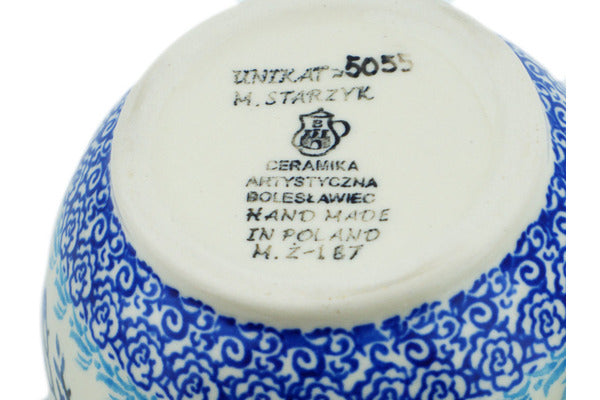 UNIKAT-5055
M. STARZYK
B
CERAMIKA
ARTYSTYCZNA
BOLESŁAWIEC
HAND MADE
IN POLAND
M.Ż-187